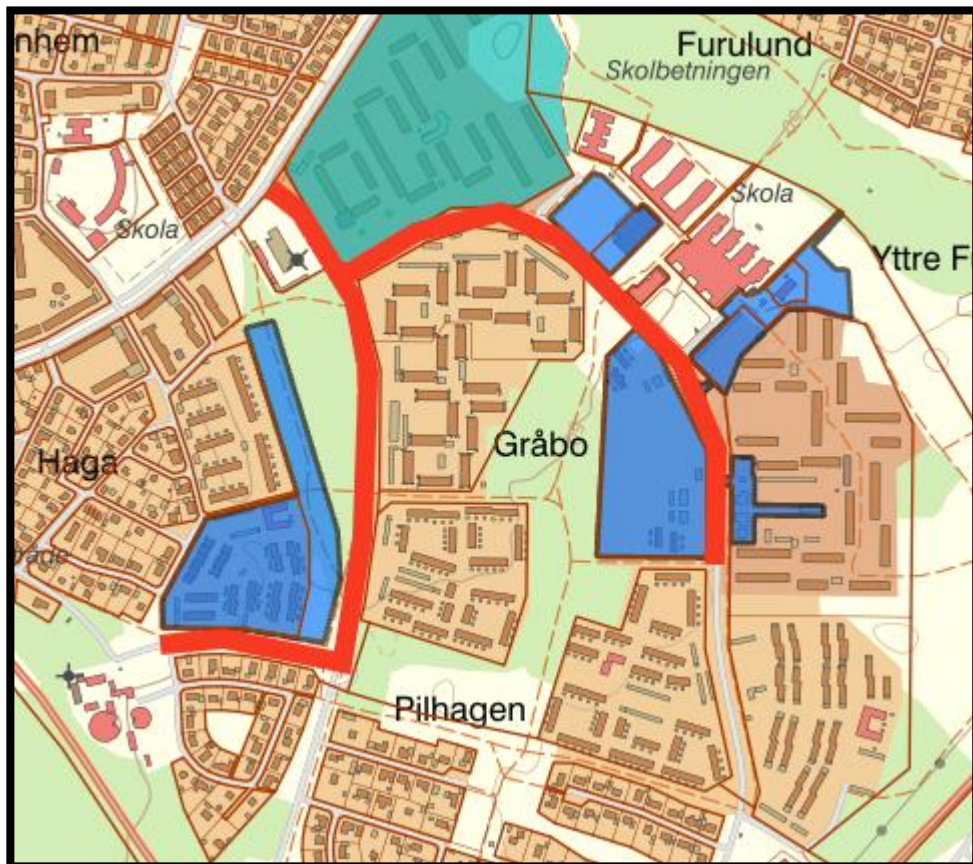 nhem
Furulund
Skolbetningen
Skola
Skola
Yttre F
Gråbo
Haga
Pilhagen